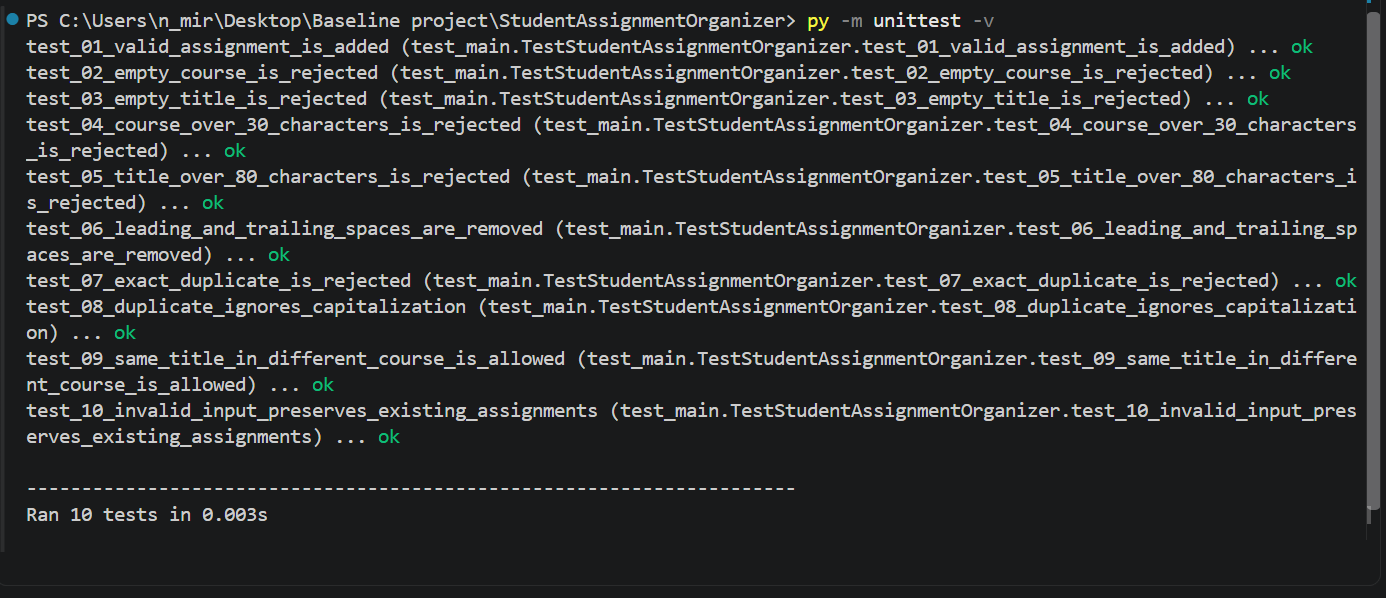 PS C:\Users\n_mir\Desktop\Baseline project\StudentAssignmentOrganizer> py -m unittest -v
test_01_valid_assignment_is_added (test_main.TestStudentAssignmentOrganizer.test_01_valid_assignment_is_added) ... ok
test_02_empty_course_is_rejected (test_main.TestStudentAssignmentOrganizer.test_02_empty_course_is_rejected) ... ok
test_03_empty_title_is_rejected (test_main.TestStudentAssignmentOrganizer.test_03_empty_title_is_rejected) ... ok
test_04_course_over_30_characters_is_rejected (test_main.TestStudentAssignmentOrganizer.test_04_course_over_30_characters
_is_rejected) ... ok
test_05_title_over_80_characters_is_rejected (test_main.TestStudentAssignmentOrganizer.test_05_title_over_80_characters_i
s_rejected) ... ok
test_06_leading_and_trailing_spaces_are_removed (test_main.TestStudentAssignmentOrganizer.test_06_leading_and_trailing_sp
aces_are_removed) ... ok
test_07_exact_duplicate_is_rejected (test_main.TestStudentAssignmentOrganizer.test_07_exact_duplicate_is_rejected) ... ok
test_08_duplicate_ignores_capitalization (test_main.TestStudentAssignmentOrganizer.test_08_duplicate_ignores_capitalizati
on) ... ok
test_09_same_title_in_different_course_is_allowed (test_main.TestStudentAssignmentOrganizer.test_09_same_title_in_differe
nt_course_is_allowed) ... ok
test_10_invalid_input_preserves_existing_assignments (test_main.TestStudentAssignmentOrganizer.test_10_invalid_input_pres
erves_existing_assignments) ... ok
----------------------------------------------------------------------
Ran 10 tests in 0.003s